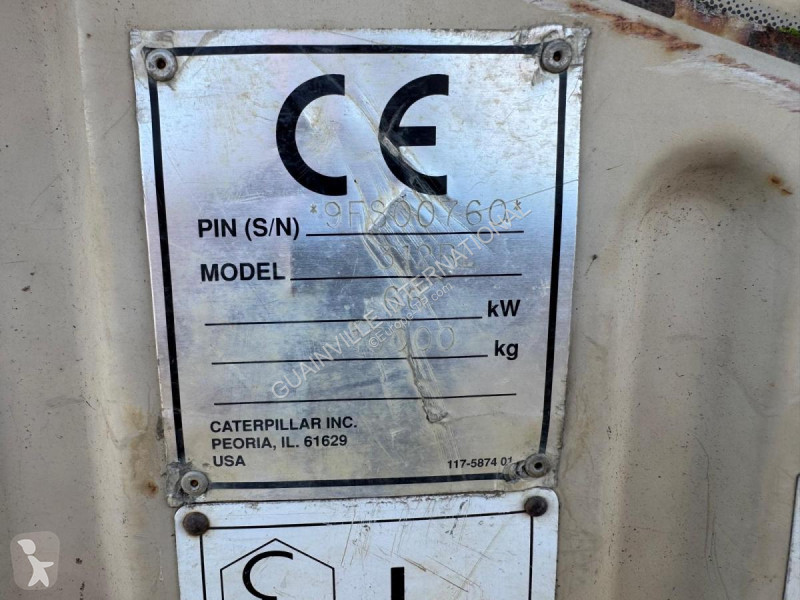 CE
PIN (S/N) *9FS00760*
MODEL
kW
kg
CATERPILLAR INC.
PEORIA, IL. 61629
USA
117-5874 01
GUAINVILLE INTERNATIONAL